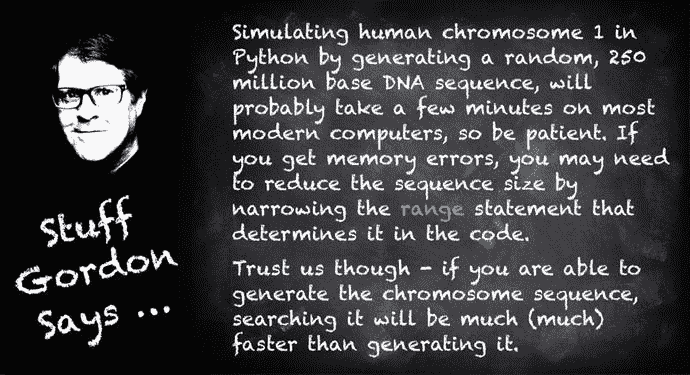 Simulating human chromosome 1 in
Python by generating a random, 250
million base DNA sequence, will
probably take a few minutes on most
modern computers, so be patient. If
you get memory errors, you may need
to reduce the sequence size by
narrowing the range statement that
determines it in the code.
Trust us though - if you are able to
generate the chromosome sequence,
searching it will be much (much)
faster than generating it.
Stuff
Gordon
Says ...